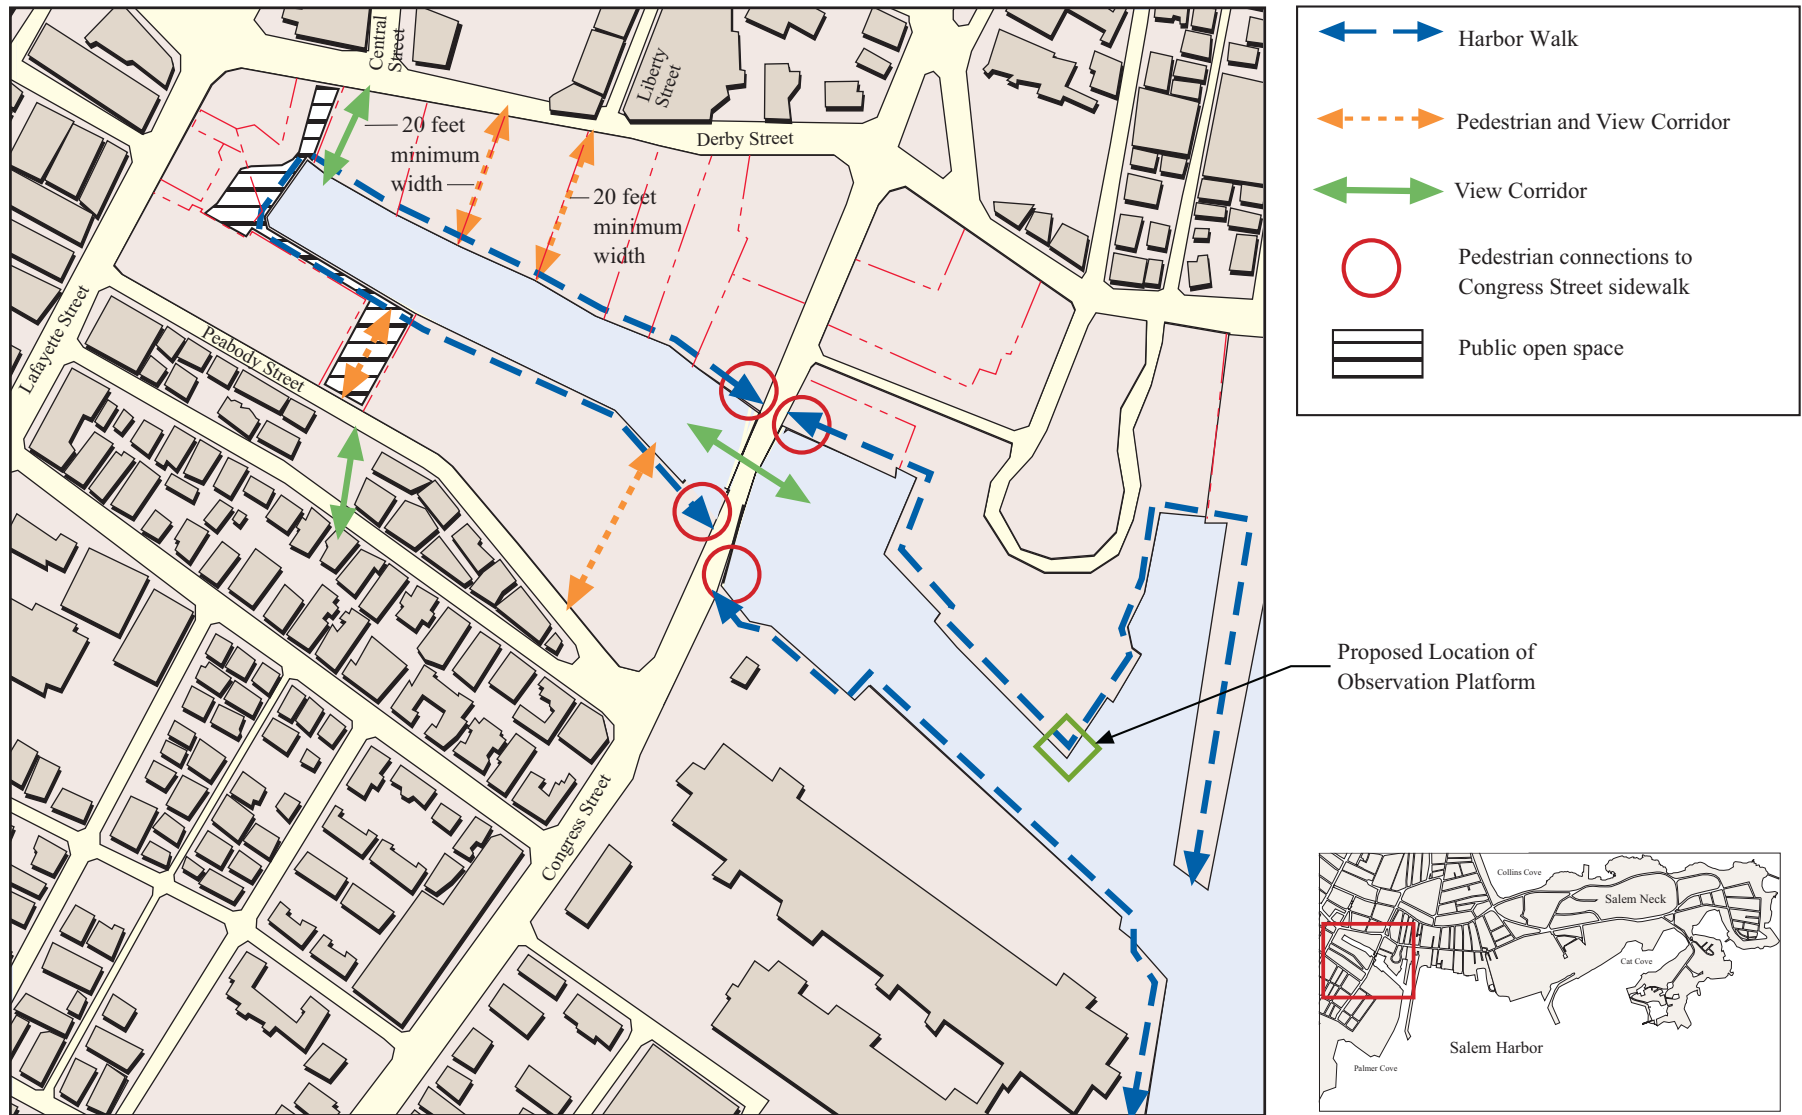 Central
Street
Liberty
Street
Derby Street
20 feet
minimum
width
20 feet
minimum
width
Lafayette Street
Peabody Street
Congress Street
Harbor Walk
Pedestrian and View Corridor
View Corridor
Pedestrian connections to
Congress Street sidewalk
Public open space
Proposed Location of
Observation Platform
Collins Cove
Salem Neck
Cat Cove
Salem Harbor
Palmer Cove